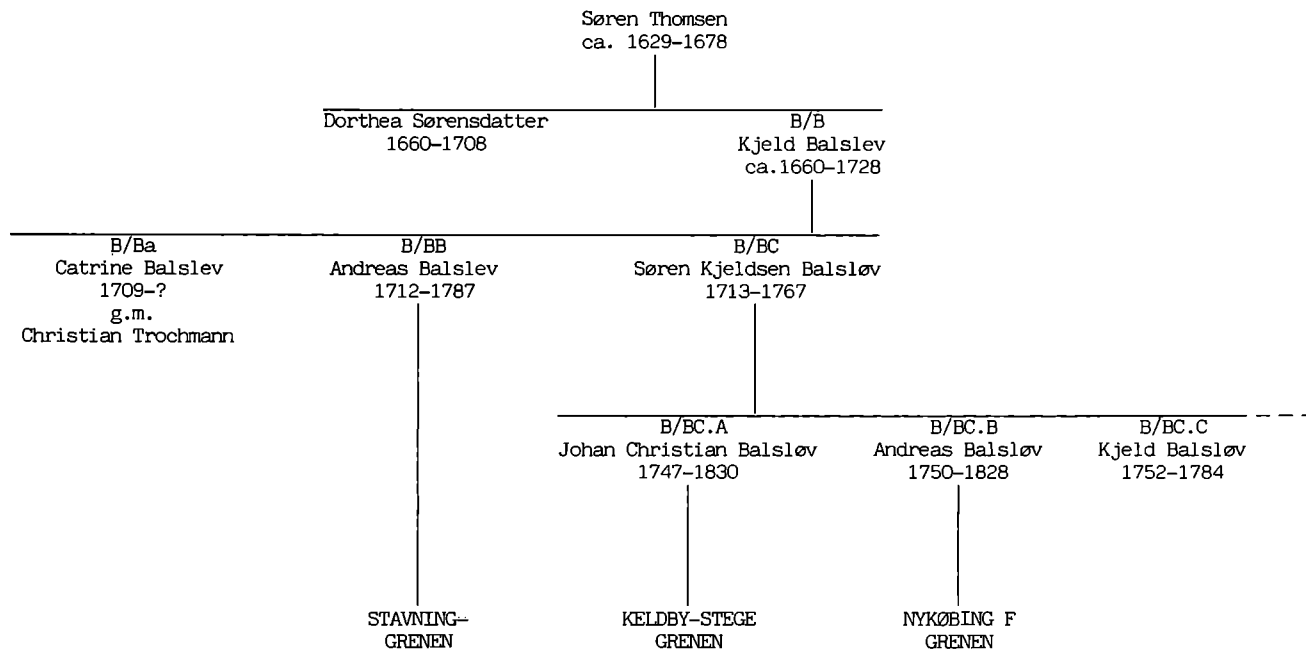 Søren Thomsen
ca. 1629-1678
Dorthea Sørensdatter
1660-1708
B/B
Kjeld Balslev
ca.1660-1728
B/Ba
Catrine Balslev
1709-?
g.m.
Christian Trochmann
B/BB
Andreas Balslev
1712-1787
B/BC
Søren Kjeldsen Balsløv
1713-1767
B/BC.A
Johan Christian Balsløv
1747-1830
B/BC.B
Andreas Balsløv
1750-1828
B/BC.C
Kjeld Balsløv
1752-1784
STAVNING-
GRENEN
KELDBY-STEGE
GRENEN
NYKØBING F
GRENEN